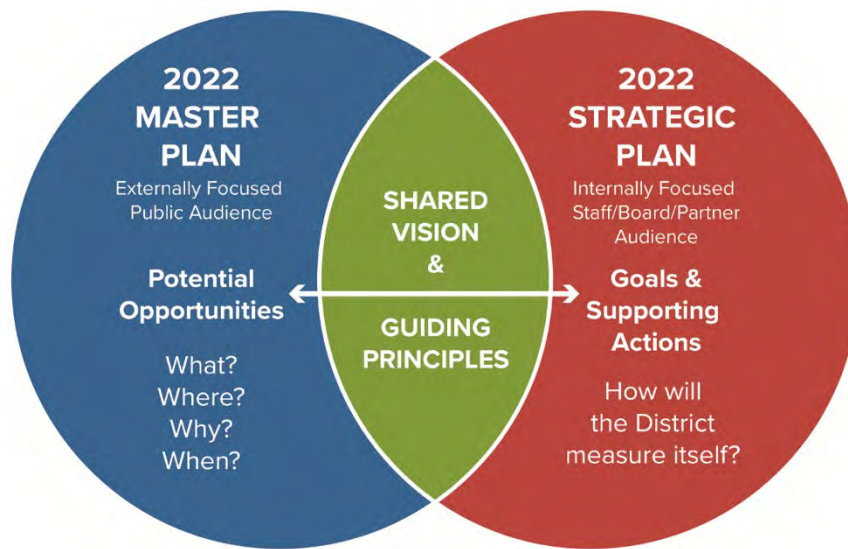 2022
MASTER
PLAN
Externally Focused
Public Audience
Potential
Opportunities
What?
Where?
Why?
When?
SHARED
VISION
&
GUIDING
PRINCIPLES
2022
STRATEGIC
PLAN
Internally Focused
Staff/Board/Partner
Audience
Goals &
Supporting
Actions
How will
the District
measure itself?